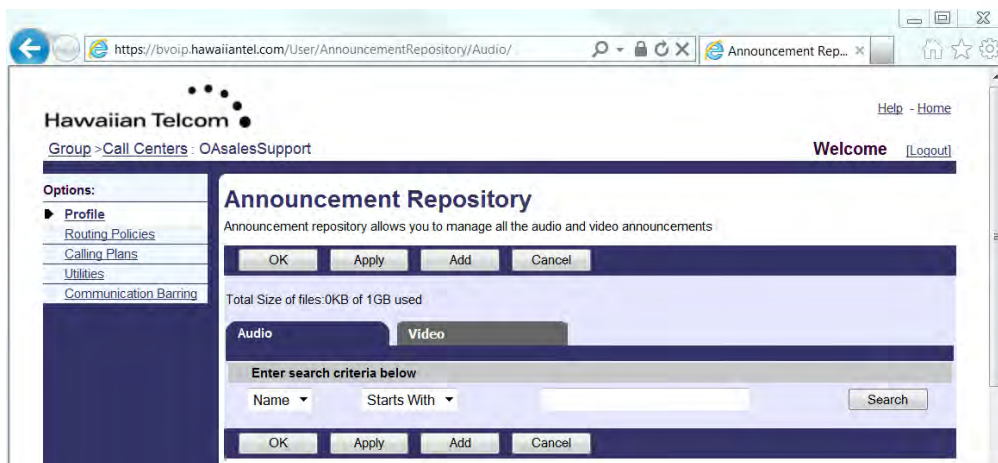 https://bvoip.hawaiiantel.com/User/AnnouncementRepository/Audio/
Announcement Rep...
Hawaiian Telcom
Help - Home
Group >Call Centers : OAsalesSupport
Welcome [Logout]
Options:
Profile
Routing Policies
Calling Plans
Utilities
Communication Barring
Announcement Repository
Announcement repository allows you to manage all the audio and video announcements
OK Apply Add Cancel
Total Size of files:0KB of 1GB used
Audio Video
Enter search criteria below
Name Starts With Search
OK Apply Add Cancel